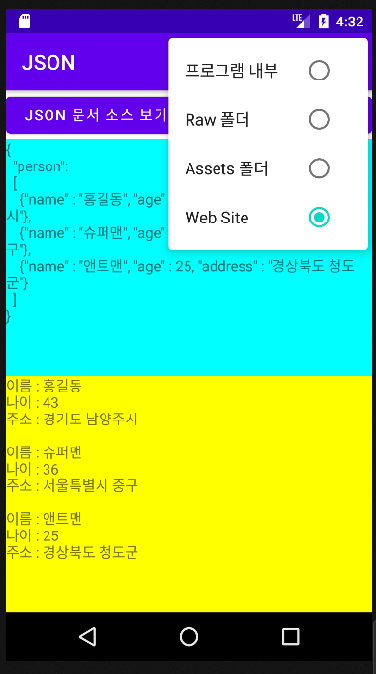 LTE 4:32
JSON
프로그램 내부
Raw 폴더
Assets 폴더
Web Site
JSON 문서 소스 보기
{
"person":
[
{"name" : "홍길동", "age"
시"},
{"name" : "슈퍼맨", "age"
구"},
{"name" : "앤트맨", "age" : 25, "address" : "경상북도 청도
군"}
]
}
이름 : 홍길동
나이 : 43
주소 : 경기도 남양주시
이름 : 슈퍼맨
나이 : 36
주소 : 서울특별시 중구
이름 : 앤트맨
나이 : 25
주소 : 경상북도 청도군